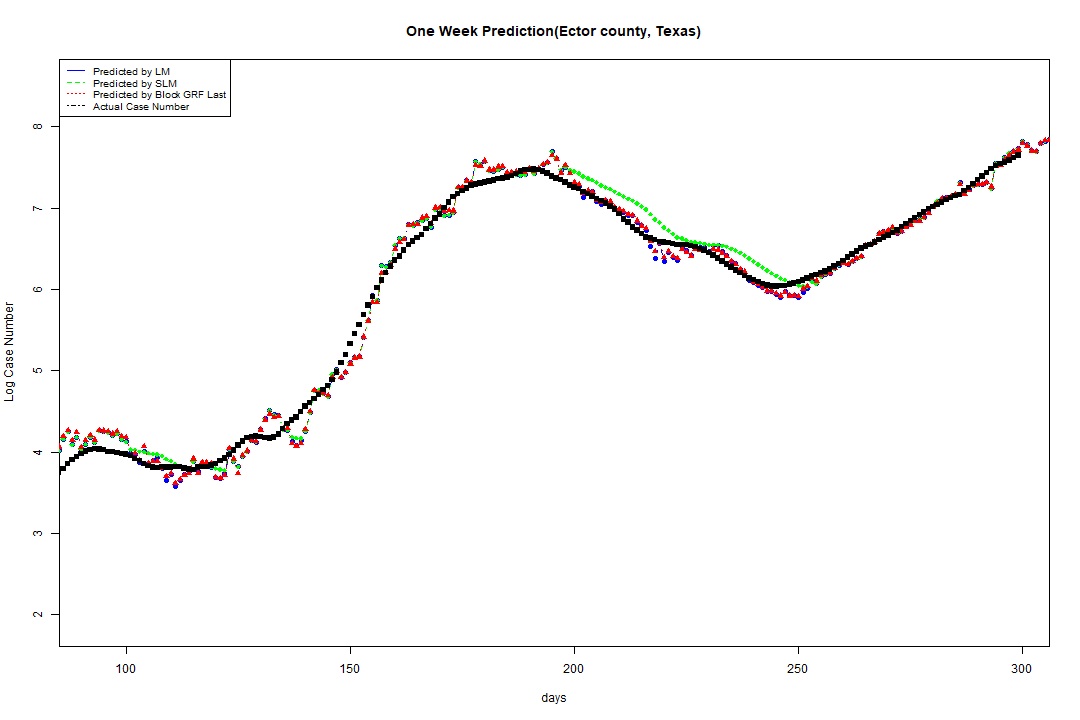 One Week Prediction(Ector county, Texas)
Predicted by LM
Predicted by SLM
Predicted by Block GRF Last
Actual Case Number
8
7
6
5
4
3
2
Log Case Number
100 150 200 250 300
days